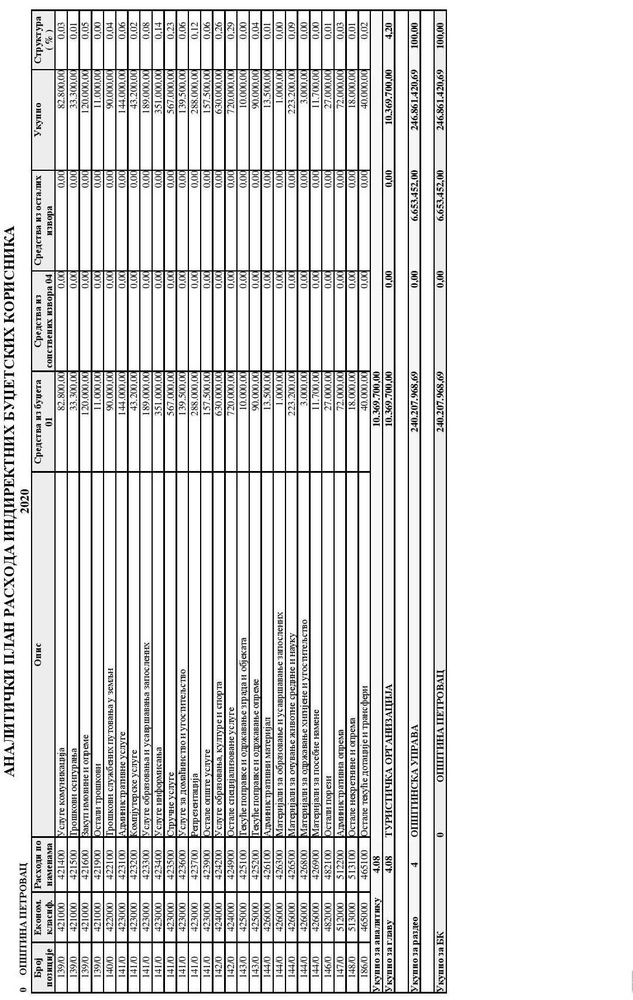 АНАЛИТИЧКИ ПЛАН РАСХОДА ИНДИРЕКТНИХ БУЏЕТСКИХ КОРИСНИКА
2020
0 ОПШТИНА ПЕТРОВАЦ
Број позиције Економ. класиф. Расходи по наменама Опис Средства из буџета 01 Средства из сопствених извора 04 Средства из осталих извора Укупно Структура ( % )
139/0 421000 421400 Услуге комуникација 82.800,00 0,00 0,00 82.800,00 0,03
139/0 421000 421500 Трошкови осигурања 33.300,00 0,00 0,00 33.300,00 0,01
139/0 421000 421600 Закуп имовине и опреме 120.000,00 0,00 0,00 120.000,00 0,05
139/0 421000 421900 Остали трошкови 11.000,00 0,00 0,00 11.000,00 0,00
140/0 422000 422100 Трошкови службених путовања у земљи 90.000,00 0,00 0,00 90.000,00 0,04
141/0 423000 423100 Административне услуге 144.000,00 0,00 0,00 144.000,00 0,06
141/0 423000 423200 Компјутерске услуге 43.200,00 0,00 0,00 43.200,00 0,02
141/0 423000 423300 Услуге образовања и усавршавања запослених 189.000,00 0,00 0,00 189.000,00 0,08
141/0 423000 423400 Услуге информисања 351.000,00 0,00 0,00 351.000,00 0,14
141/0 423000 423500 Стручне услуге 567.000,00 0,00 0,00 567.000,00 0,23
141/0 423000 423600 Услуге за домаћинство и угоститељство 139.500,00 0,00 0,00 139.500,00 0,06
141/0 423000 423700 Репрезентација 288.000,00 0,00 0,00 288.000,00 0,12
141/0 423000 423900 Остале опште услуге 157.500,00 0,00 0,00 157.500,00 0,06
142/0 424000 424200 Услуге образовања, културе и спорта 630.000,00 0,00 0,00 630.000,00 0,26
142/0 424000 424900 Остале специјализоване услуге 720.000,00 0,00 0,00 720.000,00 0,29
143/0 425000 425100 Текуће поправке и одржавање зграда и објеката 10.000,00 0,00 0,00 10.000,00 0,00
143/0 425000 425200 Текуће поправке и одржавање опреме 90.000,00 0,00 0,00 90.000,00 0,04
144/0 426000 426100 Административни материјал 13.500,00 0,00 0,00 13.500,00 0,01
144/0 426000 426300 Материјали за образовање и усавршавање запослених 1.000,00 0,00 0,00 1.000,00 0,00
144/0 426000 426500 Материјали за очување животне средине и науку 223.200,00 0,00 0,00 223.200,00 0,09
144/0 426000 426800 Материјали за одржавање хигијене и угоститељство 3.000,00 0,00 0,00 3.000,00 0,00
144/0 426000 426900 Материјали за посебне намене 11.700,00 0,00 0,00 11.700,00 0,00
146/0 482000 482100 Остали порези 27.000,00 0,00 0,00 27.000,00 0,01
147/0 512000 512200 Административна опрема 72.000,00 0,00 0,00 72.000,00 0,03
148/0 513000 513100 Остале некретнине и опрема 18.000,00 0,00 0,00 18.000,00 0,01
186/0 465000 465100 Остале текуће дотације и трансфери 40.000,00 0,00 0,00 40.000,00 0,02
Укупно за аналитику 4.08 10.369.700,00
Укупно за главу 4.08 ТУРИСТИЧКА ОРГАНИЗАЦИЈА 10.369.700,00 0,00 0,00 10.369.700,00 4,20
Укупно за раздео 4 ОПШТИНСКА УПРАВА 240.207.968,69 0,00 6.653.452,00 246.861.420,69 100,00
Укупно за БК 0 ОПШТИНА ПЕТРОВАЦ 240.207.968,69 0,00 6.653.452,00 246.861.420,69 100,00